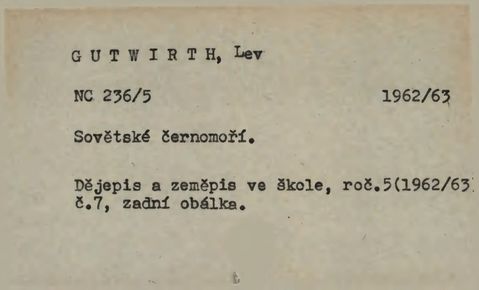 GUTWIRTH, Lev
NC 236/5 1962/63
Sovětské černomoří.
Dějepis a zeměpis ve škole, roč.5(1962/63)
č.7, zadní obálka.